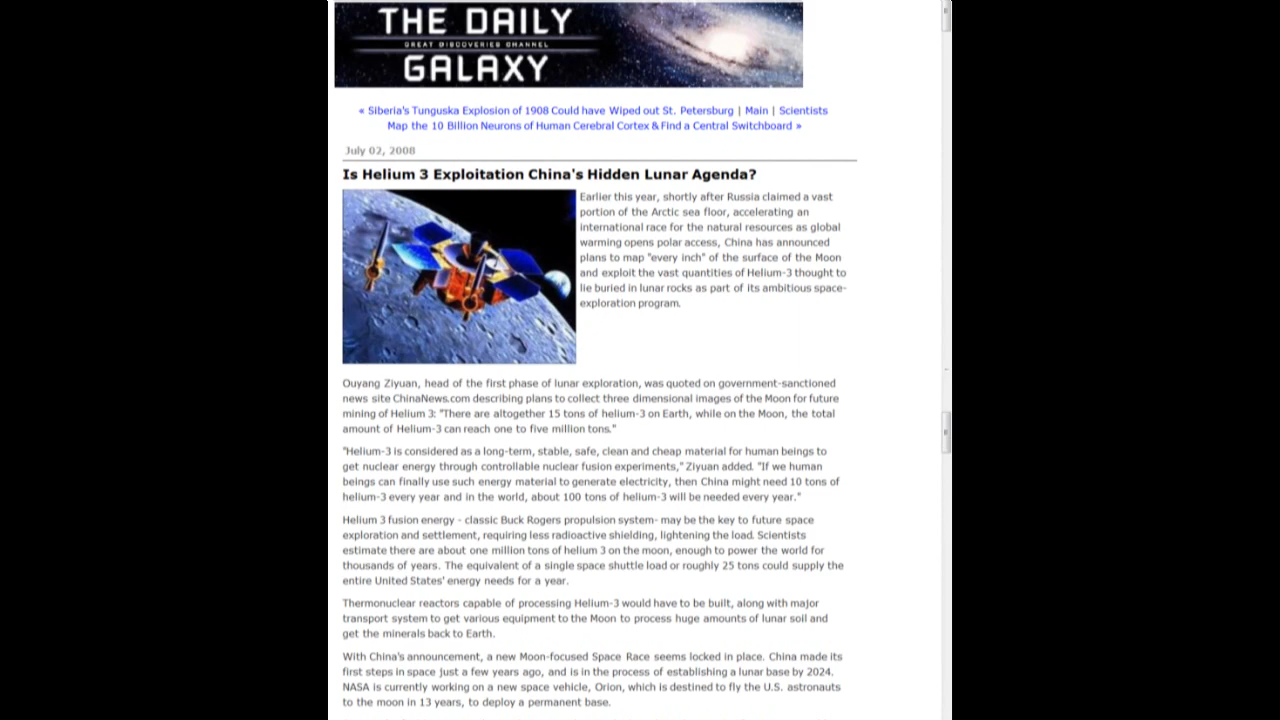 THE DAILY
GREAT DISCOVERIES CHANNEL
GALAXY
« Siberia's Tunguska Explosion of 1908 Could have Wiped out St. Petersburg | Main | Scientists
Map the 10 Billion Neurons of Human Cerebral Cortex & Find a Central Switchboard »
July 02, 2008
Is Helium 3 Exploitation China's Hidden Lunar Agenda?
Earlier this year, shortly after Russia claimed a vast
portion of the Arctic sea floor, accelerating an
international race for the natural resources as global
warming opens polar access, China has announced
plans to map "every inch" of the surface of the Moon
and exploit the vast quantities of Helium-3 thought to
lie buried in lunar rocks as part of its ambitious space-
exploration program.
Ouyang Ziyuan, head of the first phase of lunar exploration, was quoted on government-sanctioned
news site ChinaNews.com describing plans to collect three dimensional images of the Moon for future
mining of Helium 3: "There are altogether 15 tons of helium-3 on Earth, while on the Moon, the total
amount of Helium-3 can reach one to five million tons."
"Helium-3 is considered as a long-term, stable, safe, clean and cheap material for human beings to
get nuclear energy through controllable nuclear fusion experiments," Ziyuan added. "If we human
beings can finally use such energy material to generate electricity, then China might need 10 tons of
helium-3 every year and in the world, about 100 tons of helium-3 will be needed every year."
Helium 3 fusion energy - classic Buck Rogers propulsion system- may be the key to future space
exploration and settlement, requiring less radioactive shielding, lightening the load. Scientists
estimate there are about one million tons of helium 3 on the moon, enough to power the world for
thousands of years. The equivalent of a single space shuttle load or roughly 25 tons could supply the
entire United States' energy needs for a year.
Thermonuclear reactors capable of processing Helium-3 would have to be built, along with major
transport system to get various equipment to the Moon to process huge amounts of lunar soil and
get the minerals back to Earth.
With China's announcement, a new Moon-focused Space Race seems locked in place. China made its
first steps in space just a few years ago, and is in the process of establishing a lunar base by 2024.
NASA is currently working on a new space vehicle, Orion, which is destined to fly the U.S. astronauts
to the moon in 13 years, to deploy a permanent base.